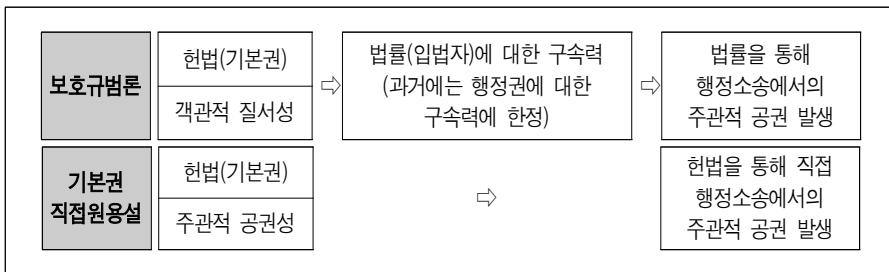 보호규범론
헌법(기본권)
객관적 질서성
⇨
법률(입법자)에 대한 구속력
(과거에는 행정권에 대한
구속력에 한정)
⇨
법률을 통해
행정소송에서의
주관적 공권 발생
기본권
직접원용설
헌법(기본권)
주관적 공권성
⇨
헌법을 통해 직접
행정소송에서의
주관적 공권 발생